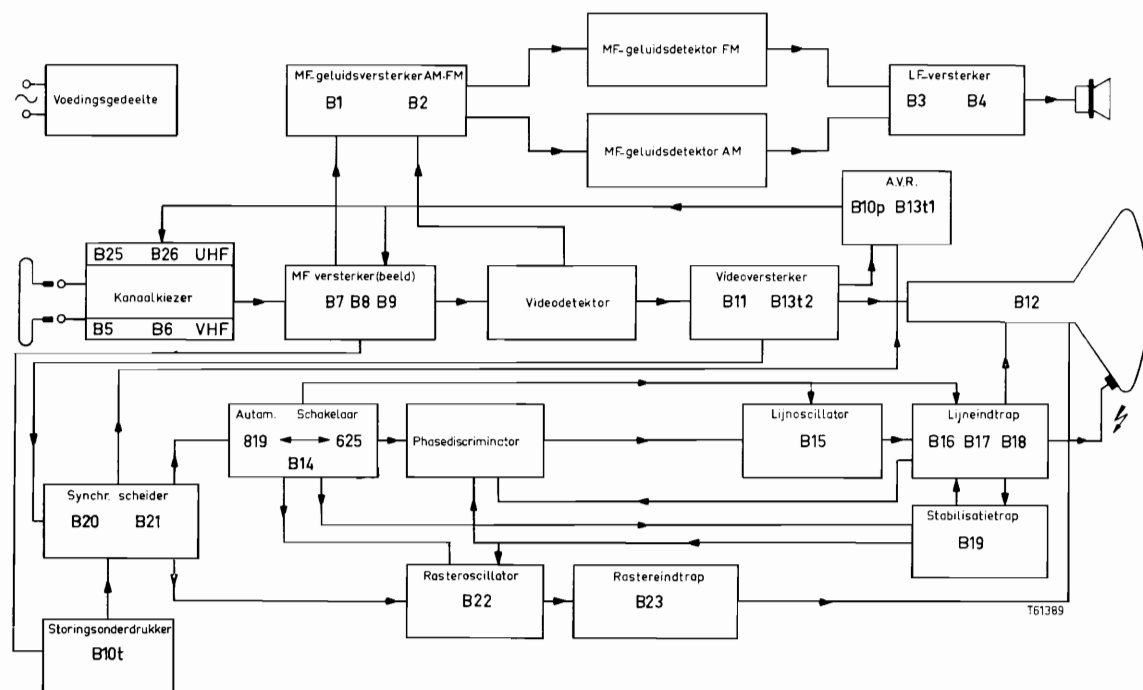 Voedingsgedeelte
MF-geluidsversterker AM-FM
B1 B2
MF-geluidsdetektor FM
MF-geluidsdetektor AM
LF-versterker
B3 B4
A.V.R.
B10p B13t1
B25 B26 UHF
Kanaalkiezer
B5 B6 VHF
MF versterker (beeld)
B7 B8 B9
Videodetektor
Videoversterker
B11 B13t2
B12
Autom. Schakelaar
819 625
B14
Phasediscriminator
Lijnoscillator
B15
Lijneindtrap
B16 B17 B18
Synchr. scheider
B20 B21
Stabilisatietrap
B19
Rasteroscillator
B22
Rastereindtrap
B23
T61389
Storingsonderdrukker
B10t